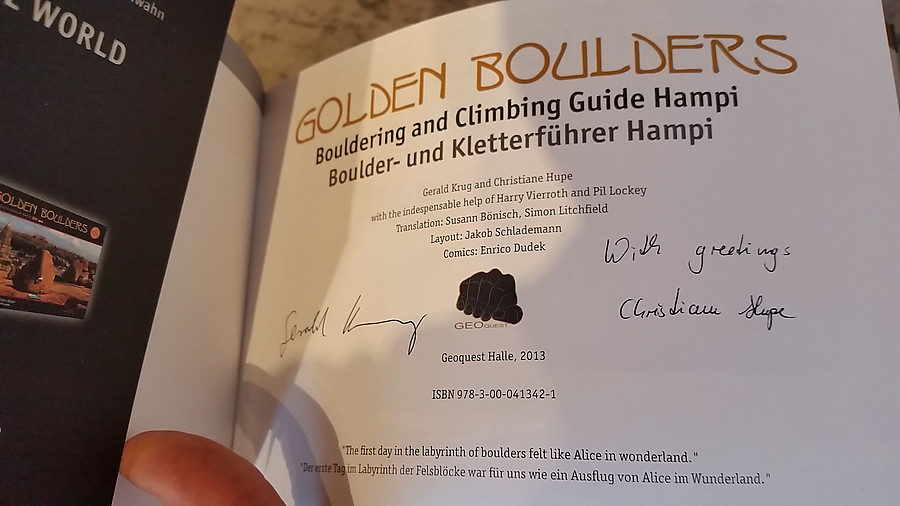 WORLD
GOLDEN BOULDERS
GOLDEN BOULDERS
Bouldering and Climbing Guide Hampi
Boulder- und Kletterführer Hampi
Gerald Krug and Christiane Hupe
with the indespensable help of Harry Vierroth and Pil Lockey
Translation: Susann Bönisch, Simon Litchfield
Layout: Jakob Schlademann
Comics: Enrico Dudek
With greetings
Christiane Hupe
Gerald Krug
GEOQUEST
Geoquest Halle, 2013
ISBN 978-3-00-041342-1
"The first day in the labyrinth of boulders felt like Alice in wonderland."
"Der erste Tag im Labyrinth der Felsblöcke war für uns wie ein Ausflug von Alice im Wunderland."